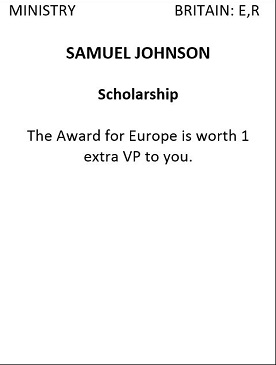 MINISTRY BRITAIN: E,R
SAMUEL JOHNSON
Scholarship
The Award for Europe is worth 1
extra VP to you.